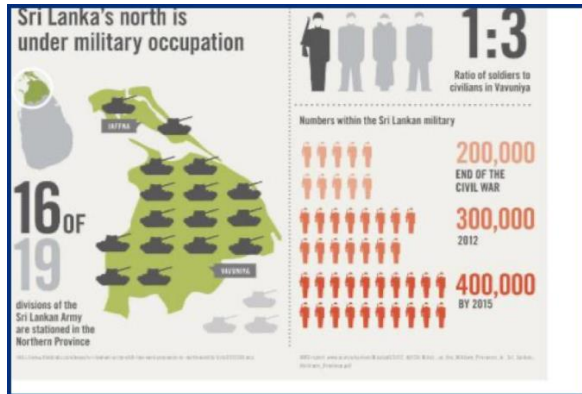 Sri Lanka's north is
under military occupation
JAFFNA
16 OF
19
divisions of the
Sri Lankan Army
are stationed in the
Northern Province
VAVUNIYA
1:3
Ratio of soldiers to
civilians in Vavuniya
Numbers within the Sri Lankan military
200,000
END OF THE
CIVIL WAR
300,000
2012
400,000
BY 2015